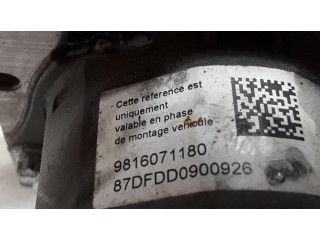 - Cette reference est
uniquement
valable en phase
de montage vehicule
9816071180
87DFDD0900926